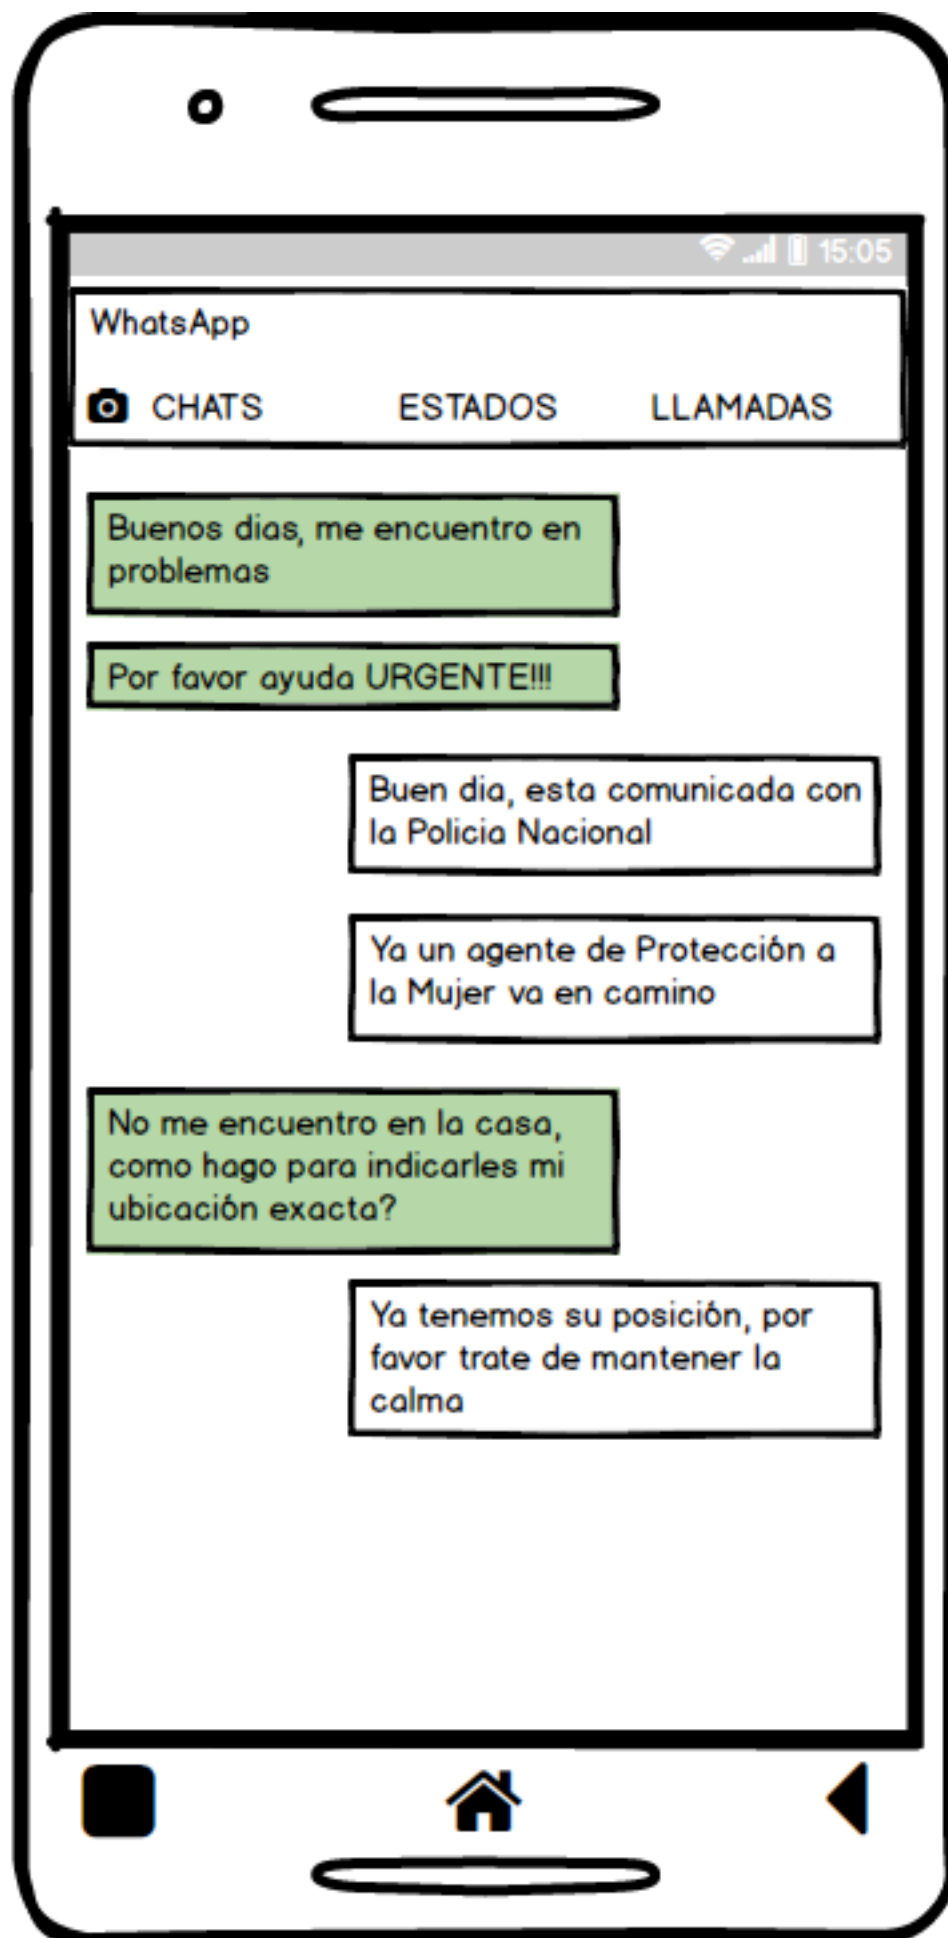 15:05
WhatsApp
CHATS ESTADOS LLAMADAS
Buenos dias, me encuentro en
problemas
Por favor ayuda URGENTE!!!
Buen dia, esta comunicada con
la Policia Nacional
Ya un agente de Protección a
la Mujer va en camino
No me encuentro en la casa,
como hago para indicarles mi
ubicación exacta?
Ya tenemos su posición, por
favor trate de mantener la
calma